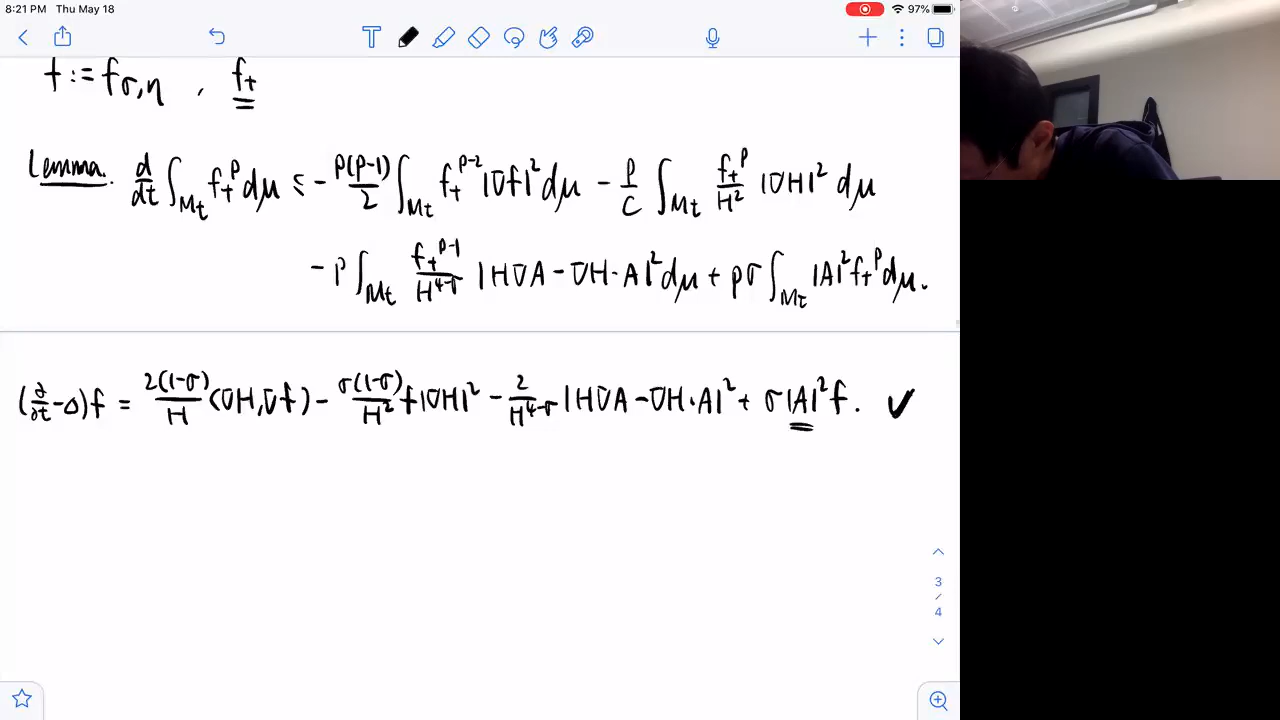 8:21 PM Thu May 18
97%
T
f := f_{σ,η} , f_+
Lemma. d/dt ∫_{M_t} f_+^p dμ ≤ - p(p-1)/2 ∫_{M_t} f_+^{p-2} |∇f|² dμ - p/C ∫_{M_t} f_+^p/H² |∇H|² dμ
- p ∫_{M_t} f_+^{p-1}/H^{4-σ} |H∇A - ∇H·A|² dμ + pσ ∫_{M_t} |A|² f_+^p dμ.
(∂/∂t - Δ) f = 2(1-σ)/H ⟨∇H, ∇f⟩ - σ(1-σ)/H² f|∇H|² - 2/H^{4-σ} |H∇A - ∇H·A|² + σ|A|² f. ✓
3
/
4